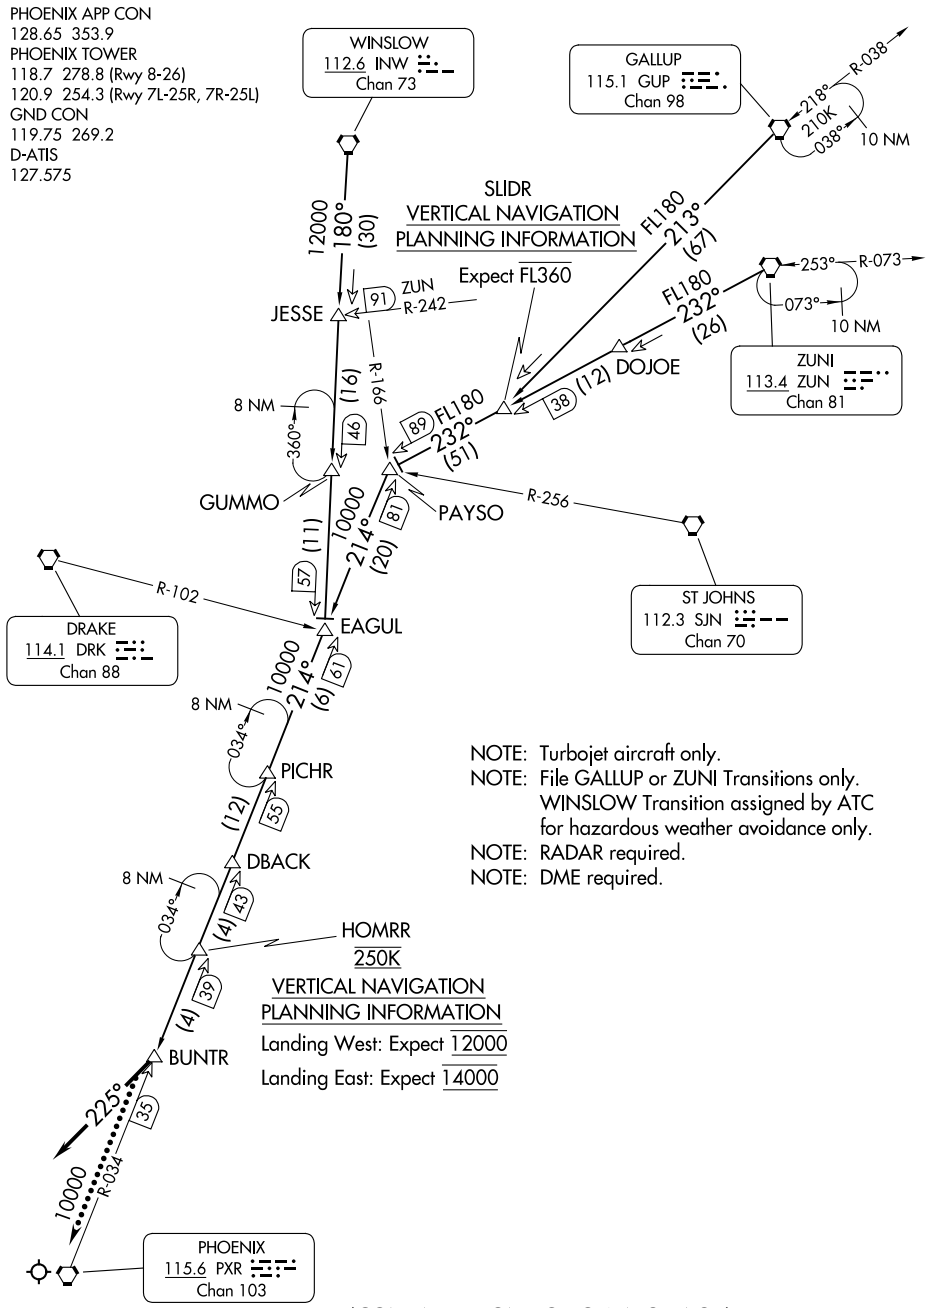 PHOENIX APP CON
128.65 353.9
PHOENIX TOWER
118.7 278.8 (Rwy 8-26)
120.9 254.3 (Rwy 7L-25R, 7R-25L)
GND CON
119.75 269.2
D-ATIS
127.575
WINSLOW
112.6 INW
Chan 73
GALLUP
115.1 GUP
Chan 98
R-038
218°
210K
038°
10 NM
12000
180°
(30)
SLIDR
VERTICAL NAVIGATION
PLANNING INFORMATION
Expect FL360
FL180
213°
(67)
253°
R-073
073°
10 NM
FL180
232°
(26)
ZUNI
113.4 ZUN
Chan 81
JESSE
91
ZUN
R-242
DOJOE
(12)
38
R-166
(16)
8 NM
360°
46
89
FL180
232°
(51)
GUMMO
PAYSO
81
R-256
10000
214°
(20)
(11)
57
ST JOHNS
112.3 SJN
Chan 70
R-102
DRAKE
114.1 DRK
Chan 88
EAGUL
61
10000
214°
(6)
8 NM
034°
PICHR
55
(12)
NOTE: Turbojet aircraft only.
NOTE: File GALLUP or ZUNI Transitions only.
WINSLOW Transition assigned by ATC
for hazardous weather avoidance only.
NOTE: RADAR required.
NOTE: DME required.
DBACK
43
8 NM
034°
(4)
HOMRR
250K
VERTICAL NAVIGATION
PLANNING INFORMATION
Landing West: Expect 12000
Landing East: Expect 14000
39
(4)
BUNTR
225°
35
R-034
10000
PHOENIX
115.6 PXR
Chan 103